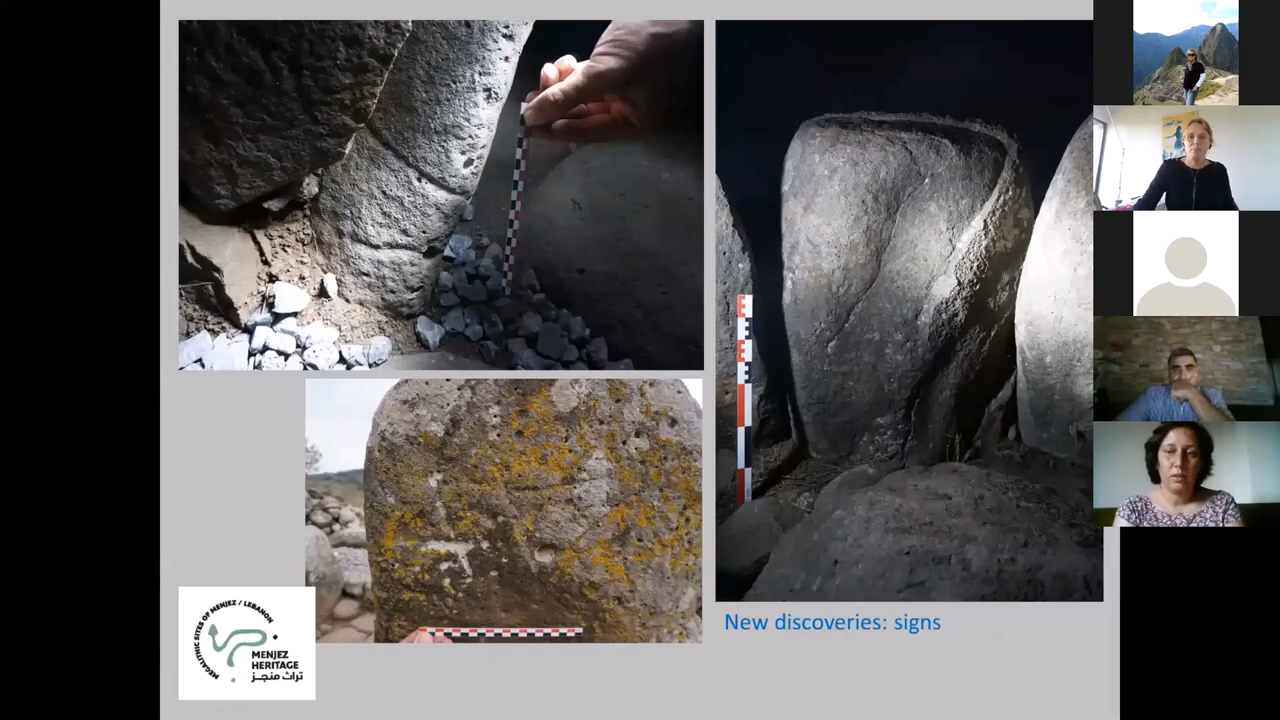 New discoveries: signs
MEGALITHIC SITES OF MENJEZ / LEBANON
MENJEZ
HERITAGE
تراث منجز